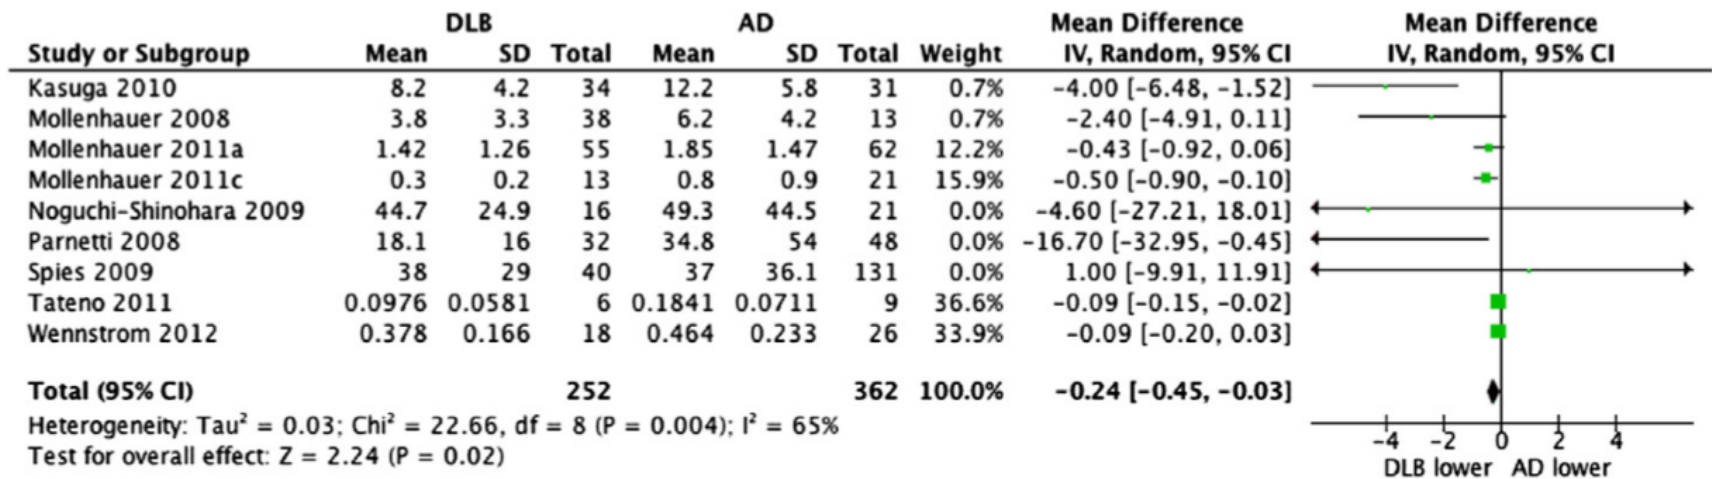 DLB AD Mean Difference Mean Difference
Study or Subgroup Mean SD Total Mean SD Total Weight IV, Random, 95% CI IV, Random, 95% CI
Kasuga 2010 8.2 4.2 34 12.2 5.8 31 0.7% −4.00 [−6.48, −1.52]
Mollenhauer 2008 3.8 3.3 38 6.2 4.2 13 0.7% −2.40 [−4.91, 0.11]
Mollenhauer 2011a 1.42 1.26 55 1.85 1.47 62 12.2% −0.43 [−0.92, 0.06]
Mollenhauer 2011c 0.3 0.2 13 0.8 0.9 21 15.9% −0.50 [−0.90, −0.10]
Noguchi-Shinohara 2009 44.7 24.9 16 49.3 44.5 21 0.0% −4.60 [−27.21, 18.01]
Parnetti 2008 18.1 16 32 34.8 54 48 0.0% −16.70 [−32.95, −0.45]
Spies 2009 38 29 40 37 36.1 131 0.0% 1.00 [−9.91, 11.91]
Tateno 2011 0.0976 0.0581 6 0.1841 0.0711 9 36.6% −0.09 [−0.15, −0.02]
Wennstrom 2012 0.378 0.166 18 0.464 0.233 26 33.9% −0.09 [−0.20, 0.03]
Total (95% CI) 252 362 100.0% −0.24 [−0.45, −0.03]
Heterogeneity: Tau² = 0.03; Chi² = 22.66, df = 8 (P = 0.004); I² = 65%
Test for overall effect: Z = 2.24 (P = 0.02)
−4 −2 0 2 4
DLB lower AD lower